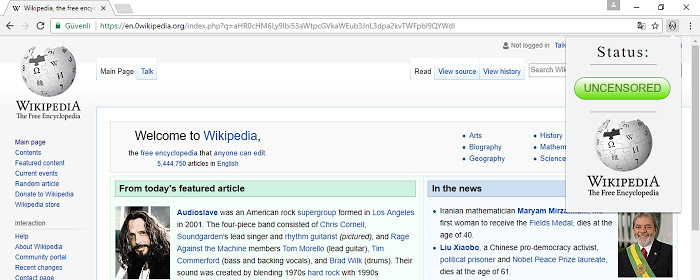 Wikipedia, the free ency
Güvenli https://en.0wikipedia.org/index.php?q=aHR0cHM6Ly9lbi53aWtpcGVkaWEub3JnL3dpa2kvTWFpbl9QYWdl
Not logged in Talk
Main Page Talk
Read View source View history Search Wiki
WIKIPEDIA
The Free Encyclopedia
Main page
Contents
Featured content
Current events
Random article
Donate to Wikipedia
Wikipedia store
Interaction
Help
About Wikipedia
Community portal
Recent changes
Welcome to Wikipedia,
the free encyclopedia that anyone can edit.
5,444,750 articles in English
Arts
Biography
Geography
History
Mathem
Science
From today's featured article
Audioslave was an American rock supergroup formed in Los Angeles
in 2001. The four-piece band consisted of Chris Cornell,
Soundgarden's lead singer and rhythm guitarist (pictured), and Rage
Against the Machine members Tom Morello (lead guitar), Tim
Commerford (bass and backing vocals), and Brad Wilk (drums). Their
sound was created by blending 1970s hard rock with 1990s
In the news
Iranian mathematician Maryam Mirza
first woman to receive the Fields Medal, dies at the
age of 40.
Liu Xiaobo, a Chinese pro-democracy activist,
political prisoner and Nobel Peace Prize laureate,
dies at the age of 61.
Status:
UNCENSORED
WIKIPEDIA
The Free Encyclopedia